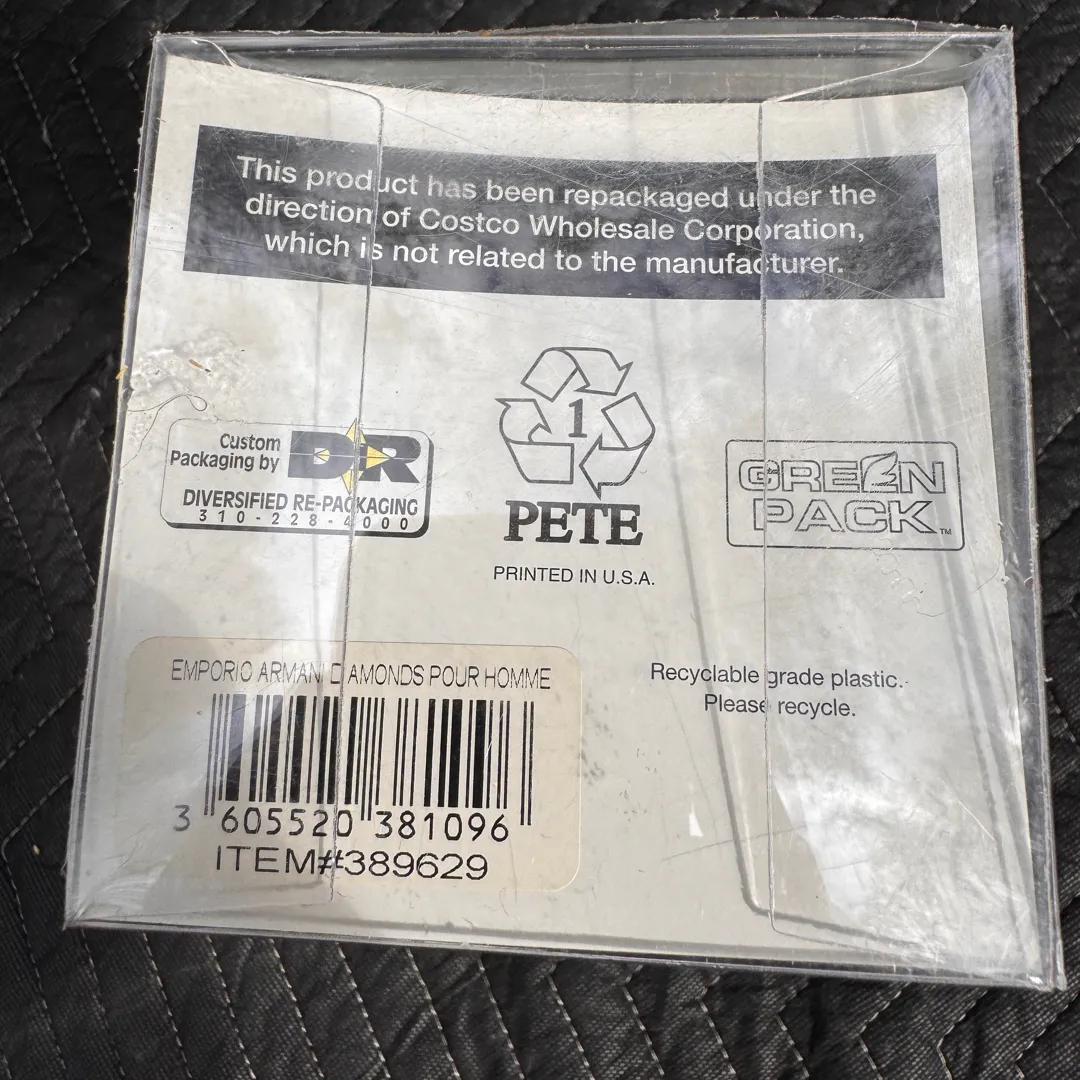 This product has been repackaged under the
direction of Costco Wholesale Corporation,
which is not related to the manufacturer.
Custom
Packaging by DR
DIVERSIFIED RE-PACKAGING
310-228-4000
1
PETE
PRINTED IN U.S.A.
GREEN
PACK™
EMPORIO ARMANI DIAMONDS POUR HOMME
3 605520 381096
ITEM#389629
Recyclable grade plastic.
Please recycle.